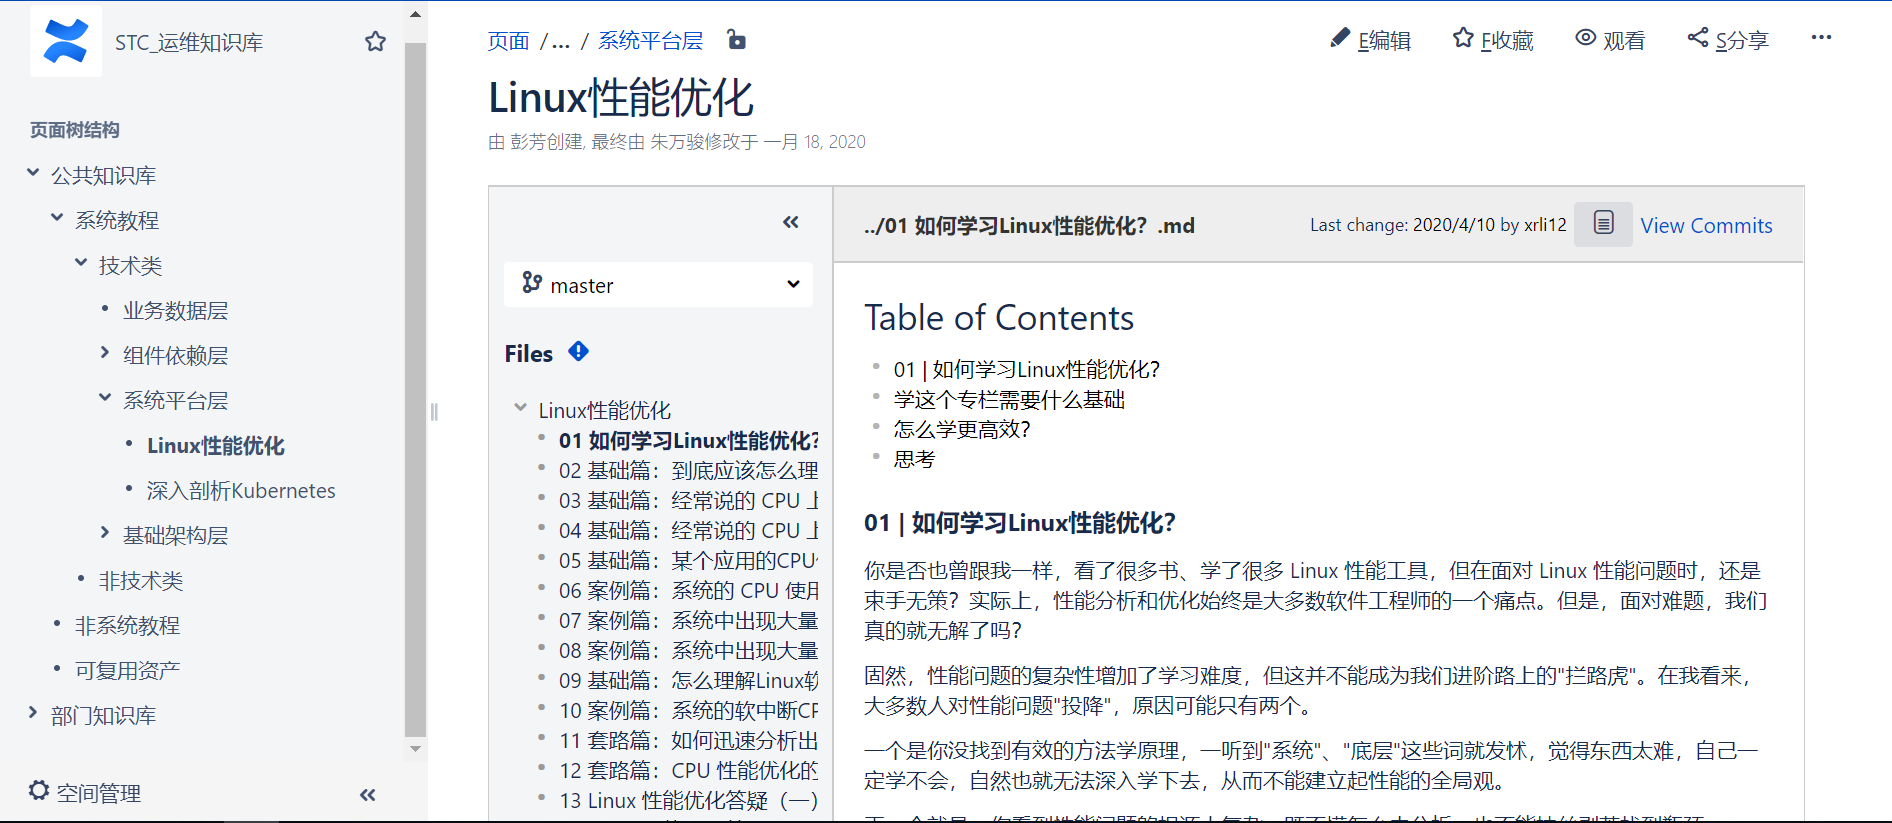 STC_运维知识库
页面树结构
公共知识库
系统教程
技术类
业务数据层
组件依赖层
系统平台层
Linux性能优化
深入剖析Kubernetes
基础架构层
非技术类
非系统教程
可复用资产
部门知识库
空间管理
页面 /... / 系统平台层
E编辑 F收藏 观看 S分享
Linux性能优化
由 彭芳创建, 最终由 朱万骏修改于 一月 18, 2020
master
Files
Linux性能优化
01 如何学习Linux性能优化?
02 基础篇：到底应该怎么理
03 基础篇：经常说的 CPU 上
04 基础篇：经常说的 CPU 上
05 基础篇：某个应用的CPU
06 案例篇：系统的 CPU 使用
07 案例篇：系统中出现大量
08 案例篇：系统中出现大量
09 基础篇：怎么理解Linux软
10 案例篇：系统的软中断CP
11 套路篇：如何迅速分析出
12 套路篇：CPU 性能优化的
13 Linux 性能优化答疑（一）
../01 如何学习Linux性能优化？.md
Last change: 2020/4/10 by xrli12
View Commits
Table of Contents
01 | 如何学习Linux性能优化?
学这个专栏需要什么基础
怎么学更高效?
思考
01 | 如何学习Linux性能优化?
你是否也曾跟我一样，看了很多书、学了很多 Linux 性能工具，但在面对 Linux 性能问题时，还是
束手无策？实际上，性能分析和优化始终是大多数软件工程师的一个痛点。但是，面对难题，我们
真的就无解了吗?
固然，性能问题的复杂性增加了学习难度，但这并不能成为我们进阶路上的"拦路虎"。在我看来，
大多数人对性能问题"投降"，原因可能只有两个。
一个是你没找到有效的方法学原理，一听到"系统"、"底层"这些词就发怵，觉得东西太难，自己一
定学不会，自然也就无法深入学下去，从而不能建立起性能的全局观。